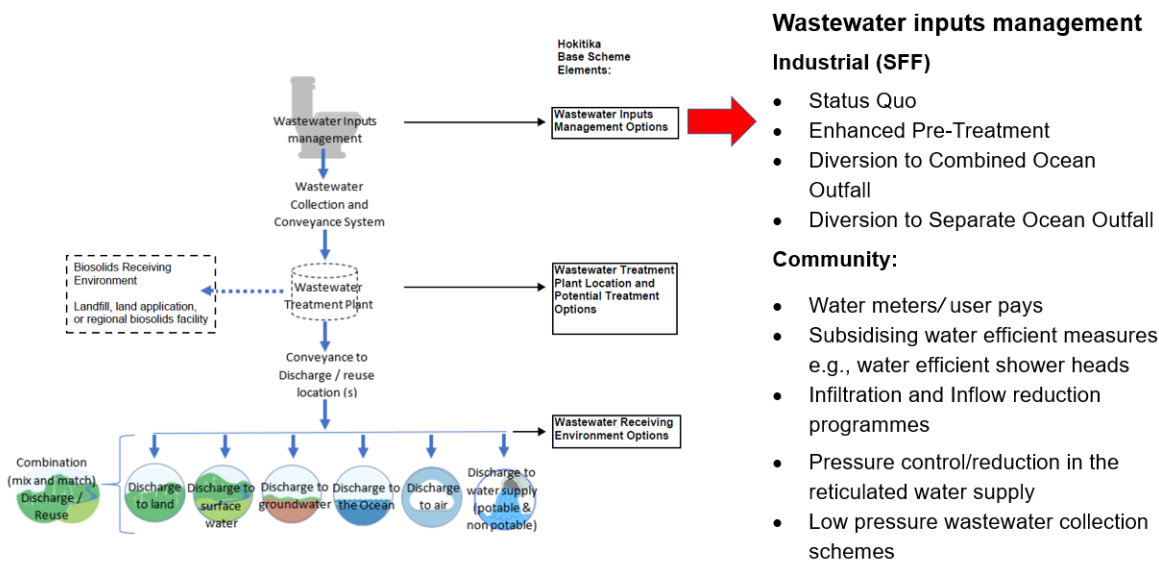 Hokitika
Base Scheme
Elements:
Wastewater Inputs
management
Wastewater Inputs
Management Options
Wastewater
Collection and
Conveyance System
Biosolids Receiving
Environment
Landfill, land application,
or regional biosolids facility
Wastewater
Treatment Plant
Wastewater Treatment
Plant Location and
Potential Treatment
Options
Conveyance to
Discharge / reuse
location (s)
Wastewater Receiving
Environment Options
Combination
(mix and match)
Discharge /
Reuse
Discharge
to land
Discharge to
surface
water
Discharge to
groundwater
Discharge to
the Ocean
Discharge
to air
Discharge to
water supply
(potable &
non potable)
Wastewater inputs management
Industrial (SFF)
• Status Quo
• Enhanced Pre-Treatment
• Diversion to Combined Ocean
Outfall
• Diversion to Separate Ocean Outfall
Community:
• Water meters/ user pays
• Subsidising water efficient measures
e.g., water efficient shower heads
• Infiltration and Inflow reduction
programmes
• Pressure control/reduction in the
reticulated water supply
• Low pressure wastewater collection
schemes